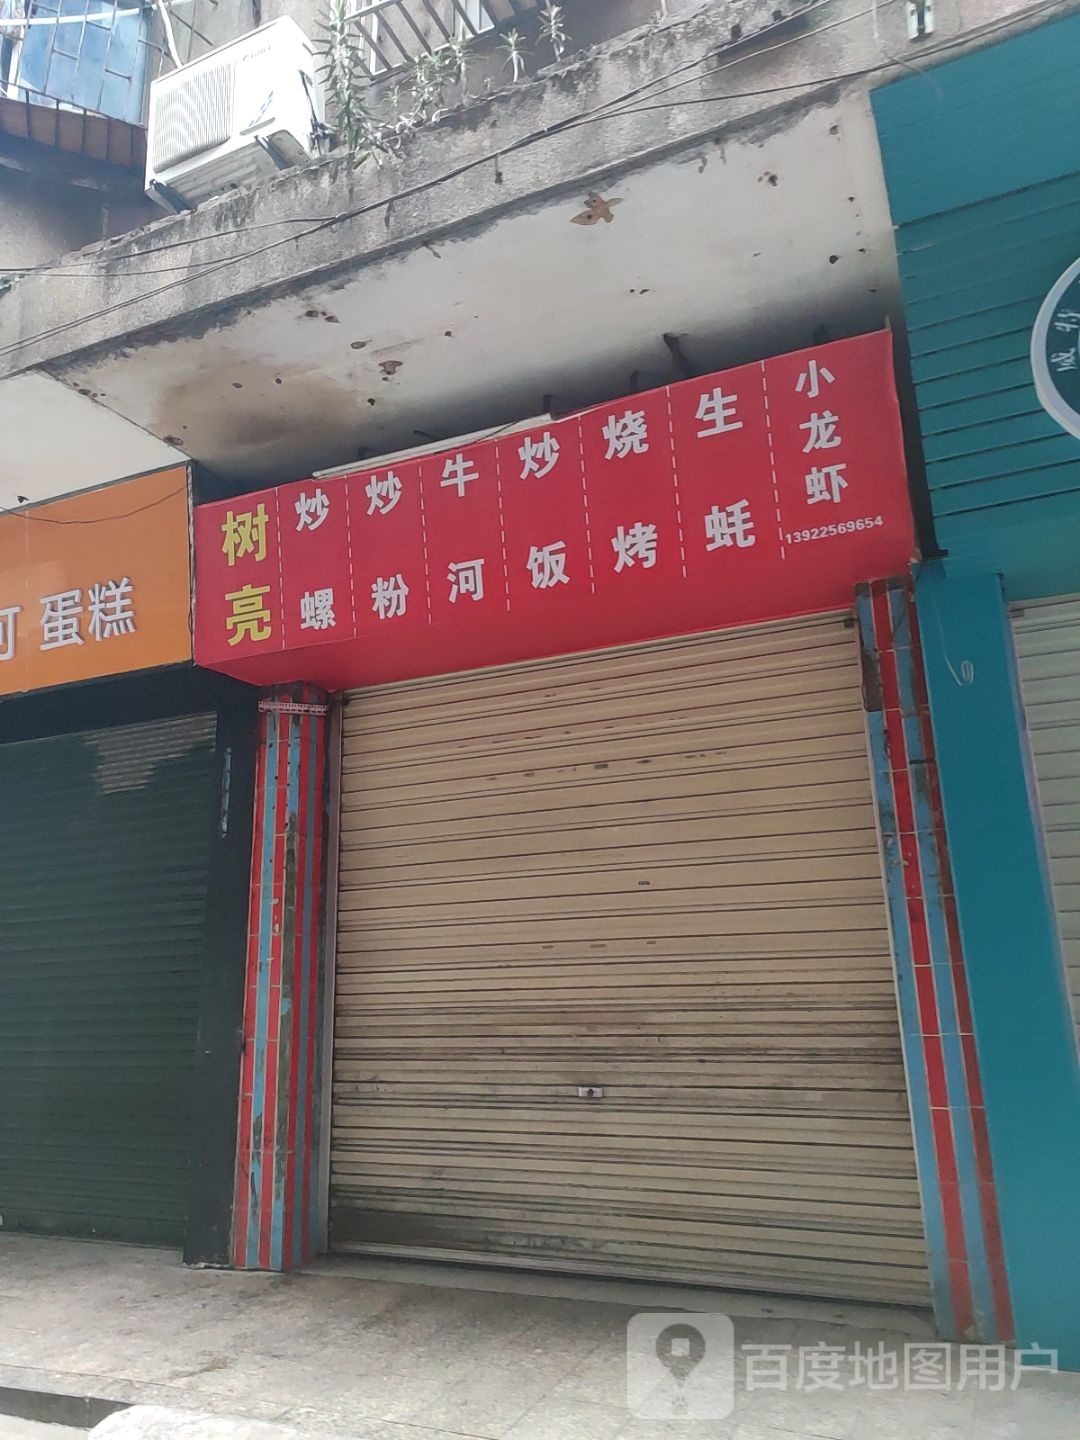 树亮
炒螺
炒粉
牛河
炒饭
烧烤
生蚝
小龙虾
13922569654
可 蛋糕
百度地图用户